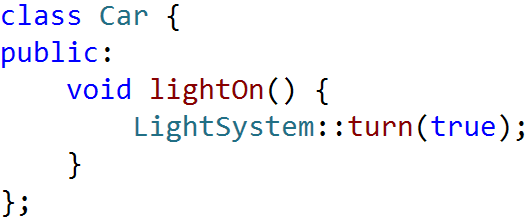 class Car {
public:
    void lightOn() {
        LightSystem::turn(true);
    }
};